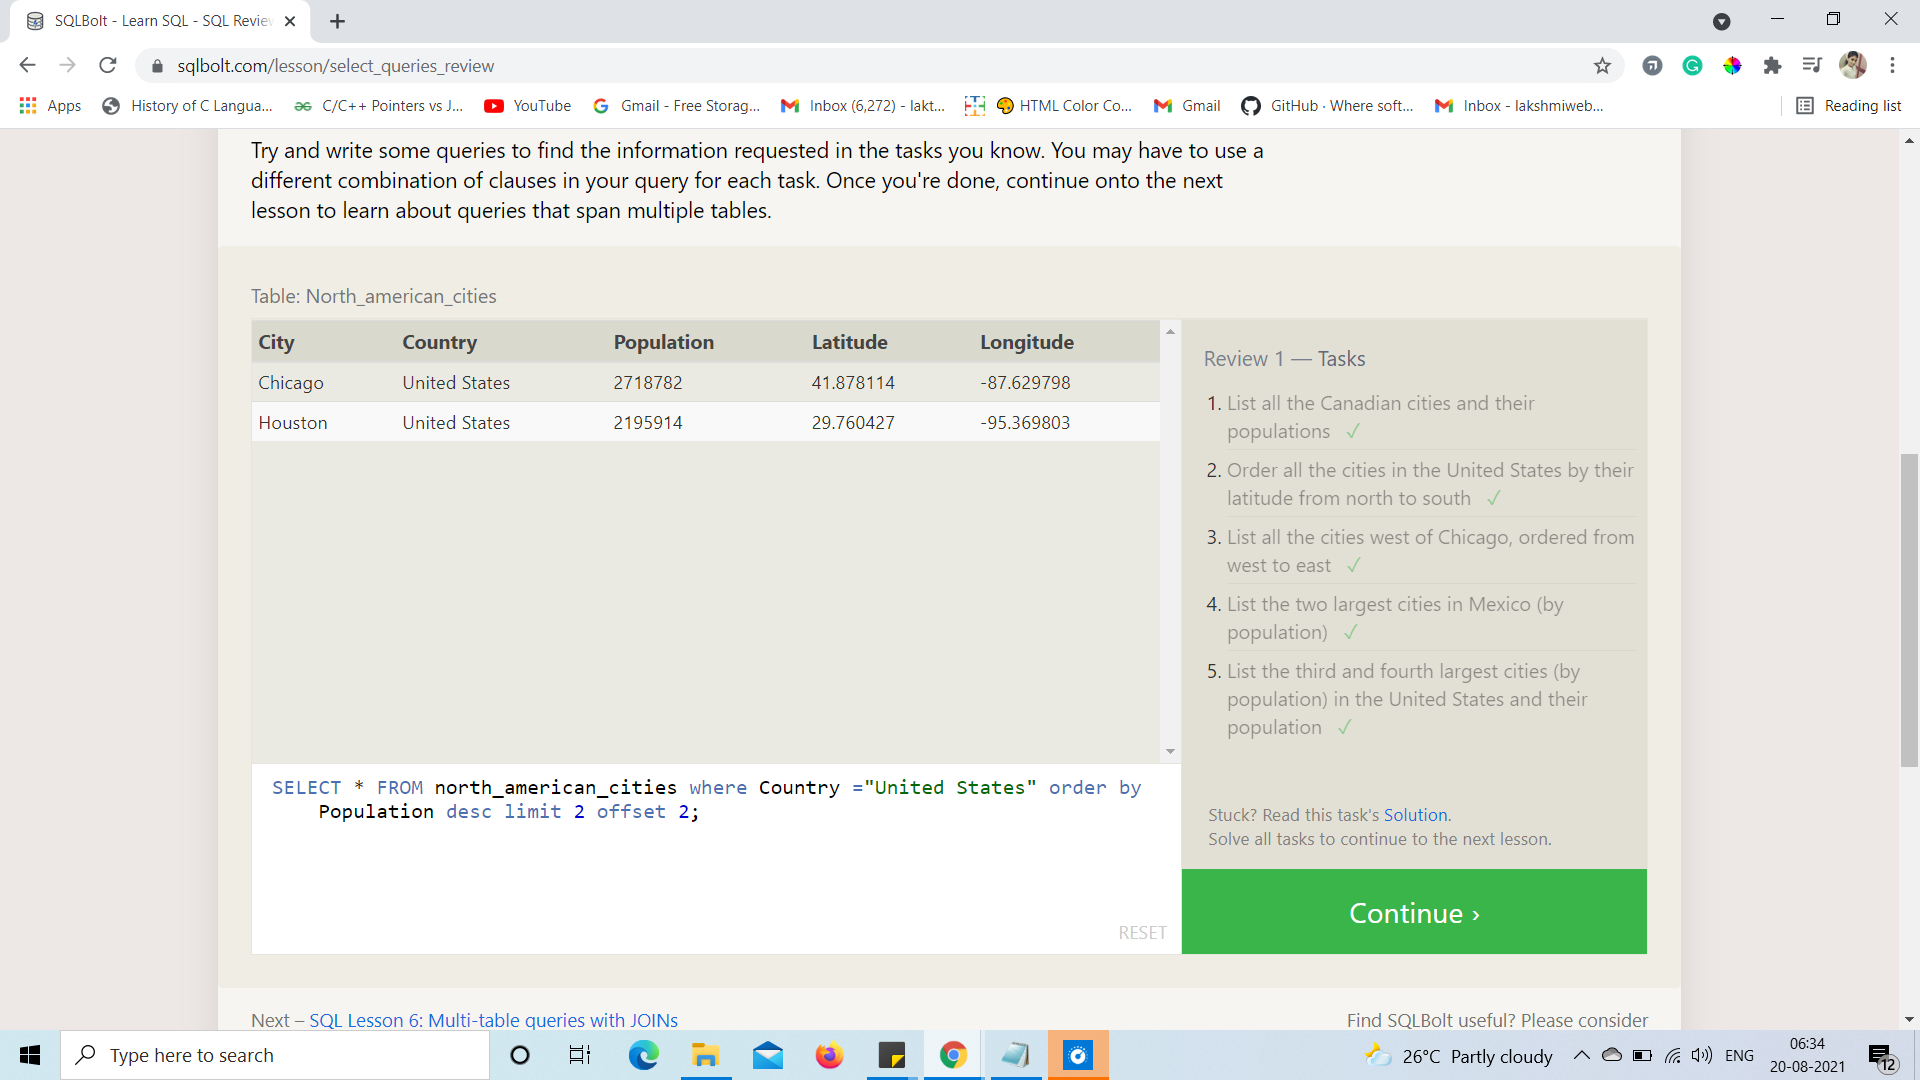 SQLBolt - Learn SQL - SQL Review
sqlbolt.com/lesson/select_queries_review
Apps
History of C Langua...
C/C++ Pointers vs J...
YouTube
Gmail - Free Storag...
Inbox (6,272) - lakt...
HTML Color Co...
Gmail
GitHub · Where soft...
Inbox - lakshmiweb...
Reading list
Try and write some queries to find the information requested in the tasks you know. You may have to use a
different combination of clauses in your query for each task. Once you're done, continue onto the next
lesson to learn about queries that span multiple tables.
Table: North_american_cities
City Country Population Latitude Longitude
Chicago United States 2718782 41.878114 -87.629798
Houston United States 2195914 29.760427 -95.369803
SELECT * FROM north_american_cities where Country ="United States" order by
Population desc limit 2 offset 2;
RESET
Review 1 — Tasks
1. List all the Canadian cities and their
populations ✓
2. Order all the cities in the United States by their
latitude from north to south ✓
3. List all the cities west of Chicago, ordered from
west to east ✓
4. List the two largest cities in Mexico (by
population) ✓
5. List the third and fourth largest cities (by
population) in the United States and their
population ✓
Stuck? Read this task's Solution.
Solve all tasks to continue to the next lesson.
Continue ›
Next – SQL Lesson 6: Multi-table queries with JOINs
Find SQLBolt useful? Please consider
Type here to search
26°C Partly cloudy
ENG
06:34
20-08-2021
12